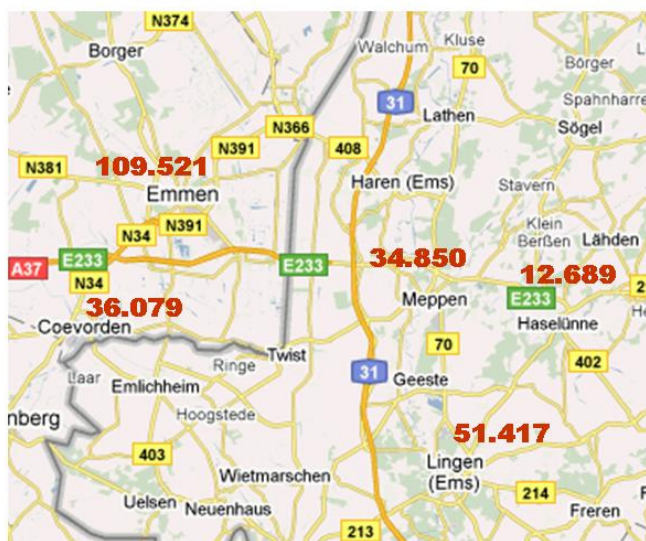 N374
Borger
Walchum
Kluse
70
Börger
31
Spahnharre
Lathen
N366
Sögel
N391
408
N381
109.521
Haren (Ems)
Stavern
Emmen
N34
N391
Klein
Berßen
Lähden
A37
E233
E233
34.850
12.689
N34
Meppen
E233
2
36.079
Haselünne
He
Coevorden
70
Twist
Ringe
402
Laar
Emlichheim
31
Geeste
Hoogstede
nberg
51.417
403
Lingen
(Ems)
Wietmarschen
214
Uelsen
Neuenhaus
Freren
213